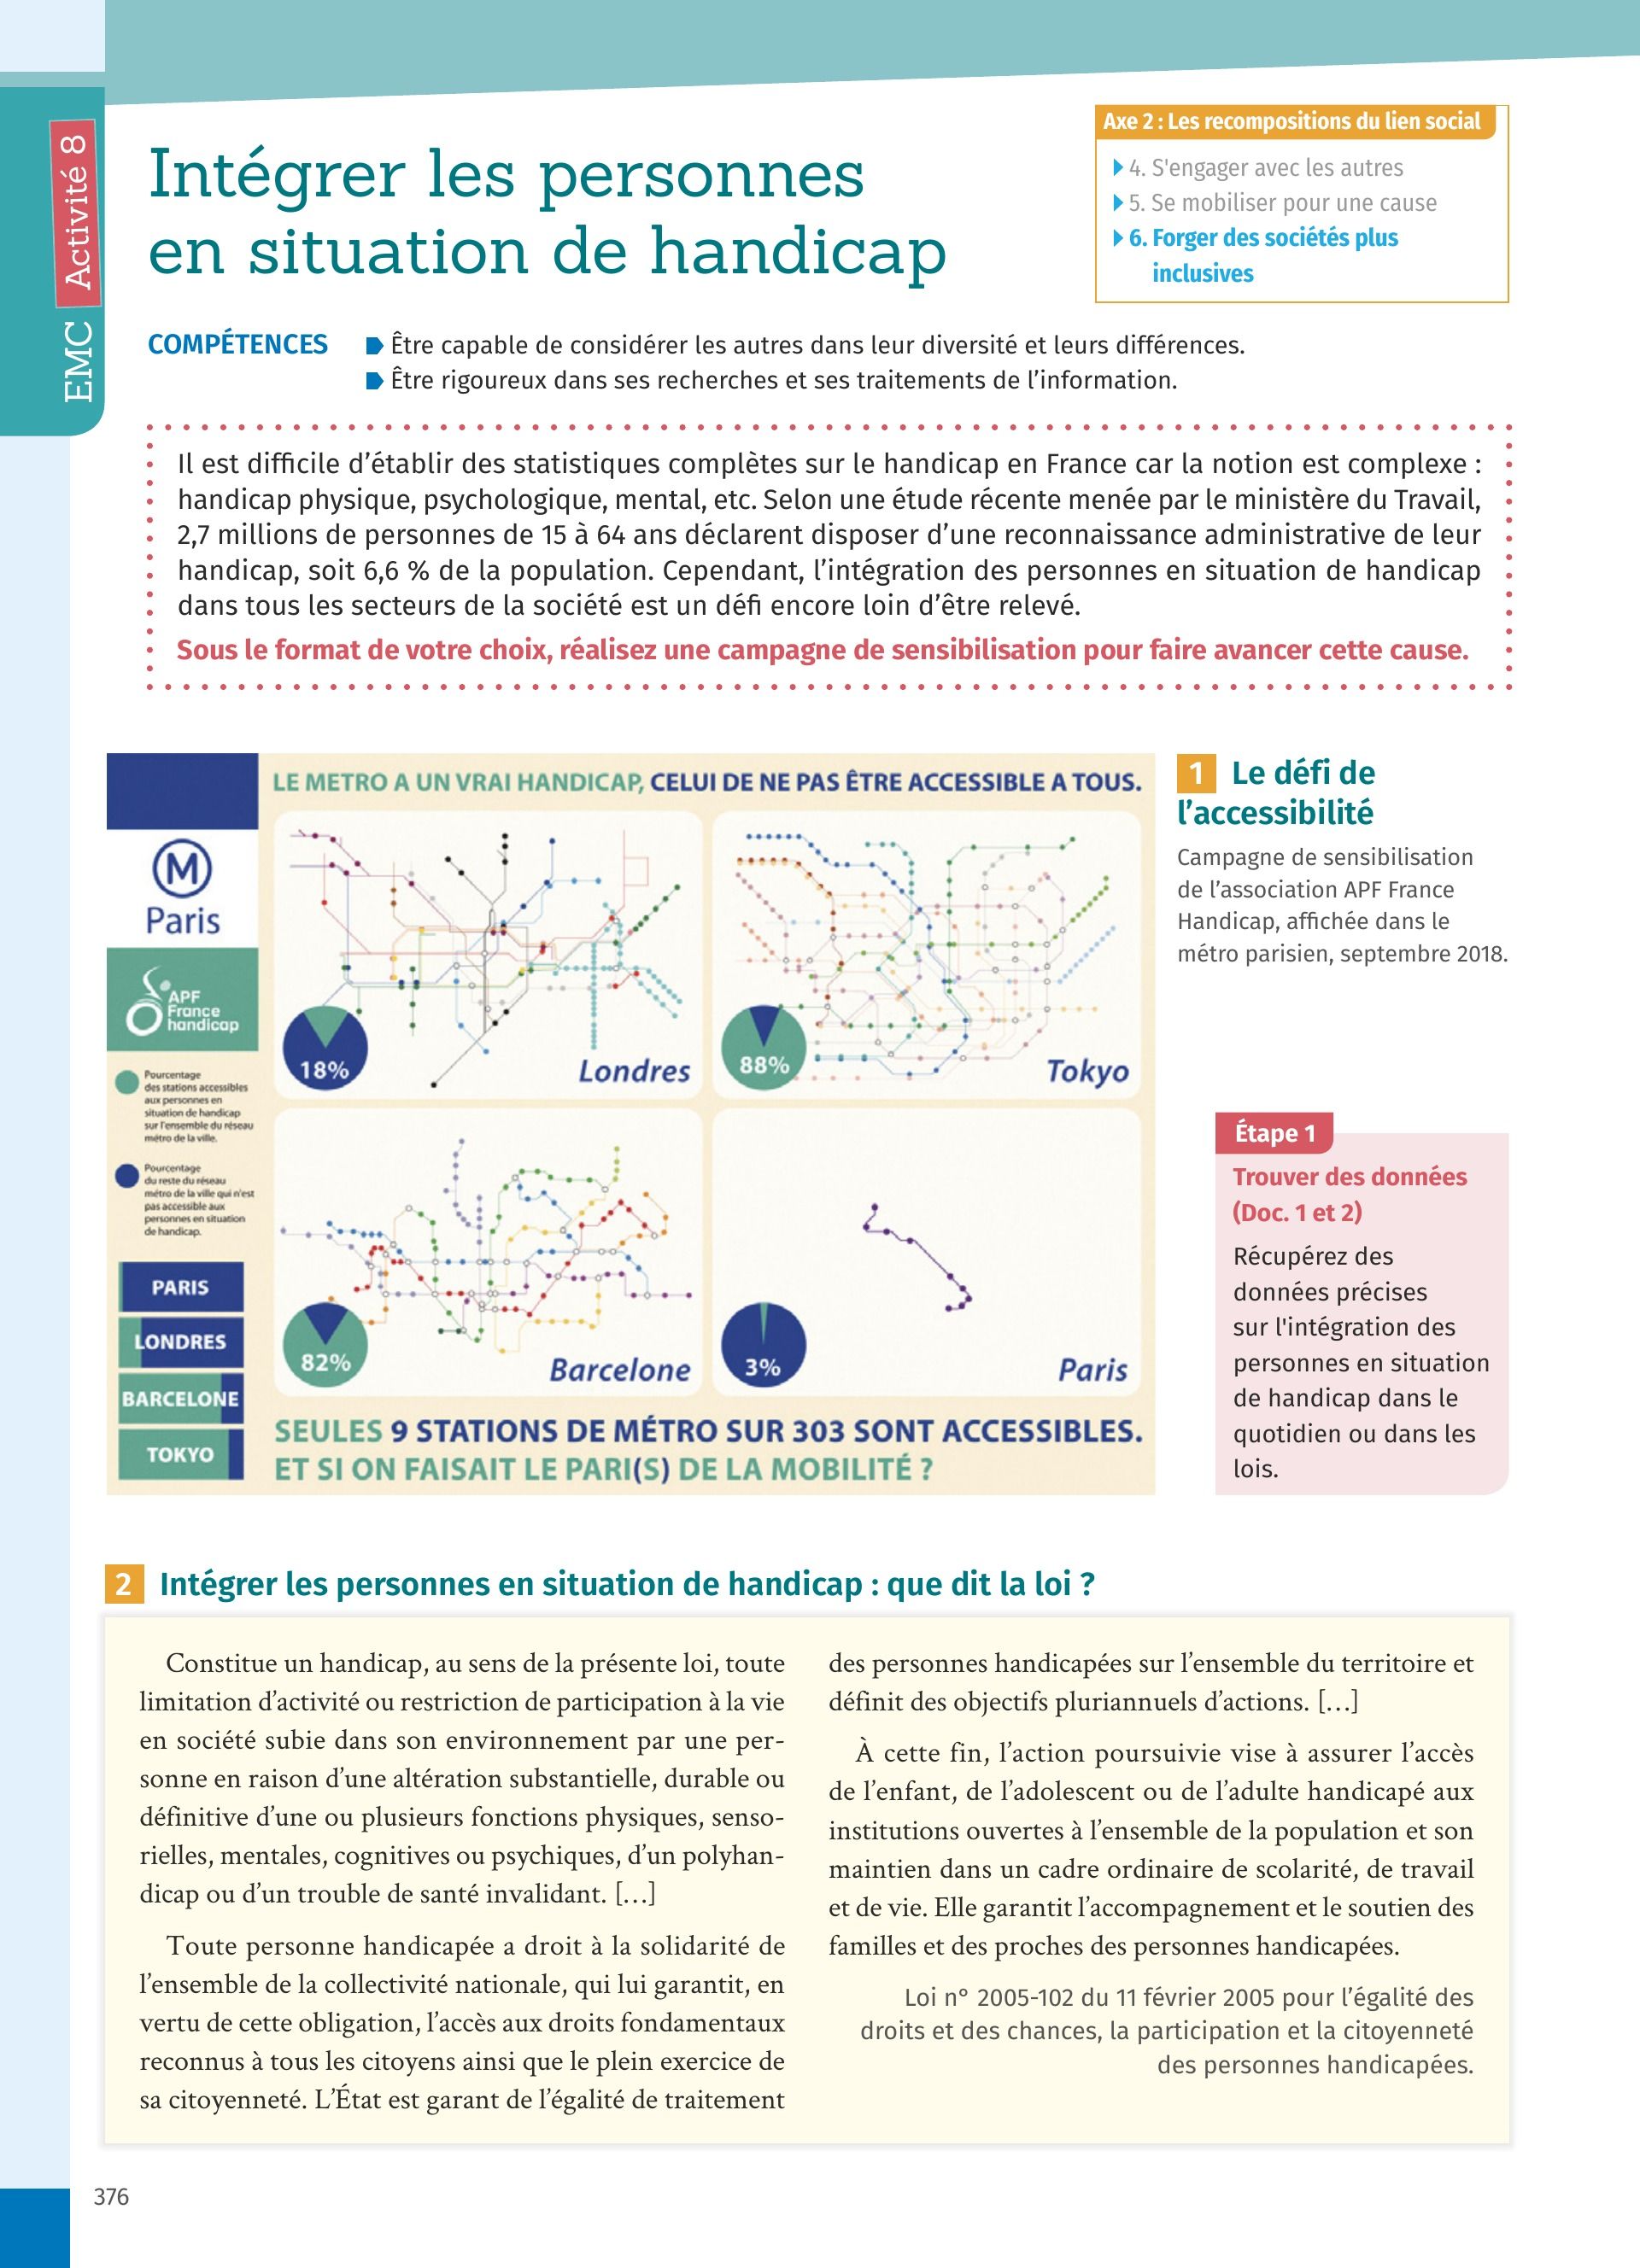 EMC Activité 8
Intégrer les personnes
en situation de handicap
Axe 2 : Les recompositions du lien social
4. S'engager avec les autres
5. Se mobiliser pour une cause
6. Forger des sociétés plus
inclusives
COMPÉTENCES
Être capable de considérer les autres dans leur diversité et leurs différences.
Être rigoureux dans ses recherches et ses traitements de l'information.
Il est difficile d'établir des statistiques complètes sur le handicap en France car la notion est complexe :
handicap physique, psychologique, mental, etc. Selon une étude récente menée par le ministère du Travail,
2,7 millions de personnes de 15 à 64 ans déclarent disposer d'une reconnaissance administrative de leur
handicap, soit 6,6 % de la population. Cependant, l'intégration des personnes en situation de handicap
dans tous les secteurs de la société est un défi encore loin d'être relevé.
Sous le format de votre choix, réalisez une campagne de sensibilisation pour faire avancer cette cause.
LE METRO A UN VRAI HANDICAP, CELUI DE NE PAS ÊTRE ACCESSIBLE A TOUS.
M
Paris
APF
France
handicap
Pourcentage
des stations accessibles
aux personnes en
situation de handicap
sur l'ensemble du réseau
métro de la ville.
Pourcentage
du reste du réseau
métro de la ville qui n'est
pas accessible aux
personnes en situation
de handicap.
PARIS
LONDRES
BARCELONE
TOKYO
18%
Londres
88%
Tokyo
82%
Barcelone
3%
Paris
SEULES 9 STATIONS DE MÉTRO SUR 303 SONT ACCESSIBLES.
ET SI ON FAISAIT LE PARI(S) DE LA MOBILITÉ ?
1 Le défi de
l'accessibilité
Campagne de sensibilisation
de l'association APF France
Handicap, affichée dans le
métro parisien, septembre 2018.
Étape 1
Trouver des données
(Doc. 1 et 2)
Récupérez des
données précises
sur l'intégration des
personnes en situation
de handicap dans le
quotidien ou dans les
lois.
2 Intégrer les personnes en situation de handicap : que dit la loi ?
Constitue un handicap, au sens de la présente loi, toute
limitation d'activité ou restriction de participation à la vie
en société subie dans son environnement par une per-
sonne en raison d'une altération substantielle, durable ou
définitive d'une ou plusieurs fonctions physiques, senso-
rielles, mentales, cognitives ou psychiques, d'un polyhan-
dicap ou d'un trouble de santé invalidant. […]
Toute personne handicapée a droit à la solidarité de
l'ensemble de la collectivité nationale, qui lui garantit, en
vertu de cette obligation, l'accès aux droits fondamentaux
reconnus à tous les citoyens ainsi que le plein exercice de
sa citoyenneté. L'État est garant de l'égalité de traitement
des personnes handicapées sur l'ensemble du territoire et
définit des objectifs pluriannuels d'actions. […]
À cette fin, l'action poursuivie vise à assurer l'accès
de l'enfant, de l'adolescent ou de l'adulte handicapé aux
institutions ouvertes à l'ensemble de la population et son
maintien dans un cadre ordinaire de scolarité, de travail
et de vie. Elle garantit l'accompagnement et le soutien des
familles et des proches des personnes handicapées.
Loi n° 2005-102 du 11 février 2005 pour l'égalité des
droits et des chances, la participation et la citoyenneté
des personnes handicapées.
376